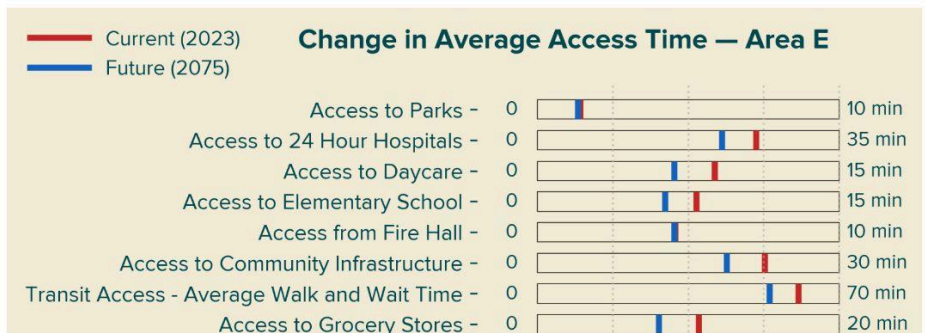 Current (2023)
Change in Average Access Time — Area E
Future (2075)
Access to Parks - 0 10 min
Access to 24 Hour Hospitals - 0 35 min
Access to Daycare - 0 15 min
Access to Elementary School - 0 15 min
Access from Fire Hall - 0 10 min
Access to Community Infrastructure - 0 30 min
Transit Access - Average Walk and Wait Time - 0 70 min
Access to Grocery Stores - 0 20 min